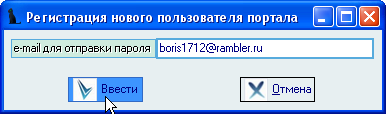 Регистрация нового пользователя портала
e-mail для отправки пароля boris1712@rambler.ru
Ввести Отмена